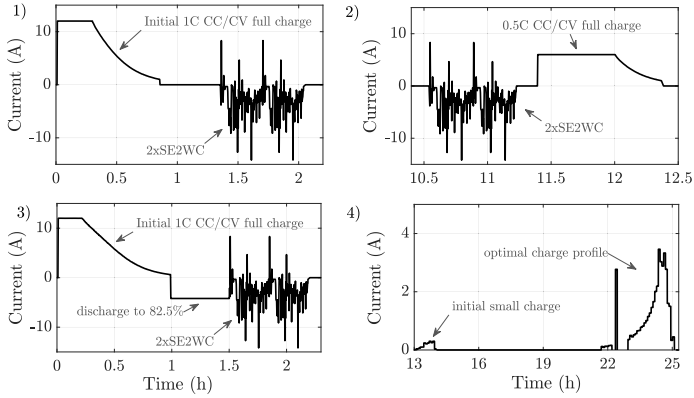 1)
Current (A)
10
0
-10
Initial 1C CC/CV full charge
2xSE2WC
0
0.5
1
1.5
2
2)
Current (A)
10
0
-10
0.5C CC/CV full charge
2xSE2WC
10.5
11
11.5
12
12.5
3)
Current (A)
10
0
-10
Initial 1C CC/CV full charge
discharge to 82.5%
2xSE2WC
0
0.5
1
1.5
2
Time (h)
4)
Current (A)
4
2
0
optimal charge profile
initial small charge
13
16
19
22
25
Time (h)